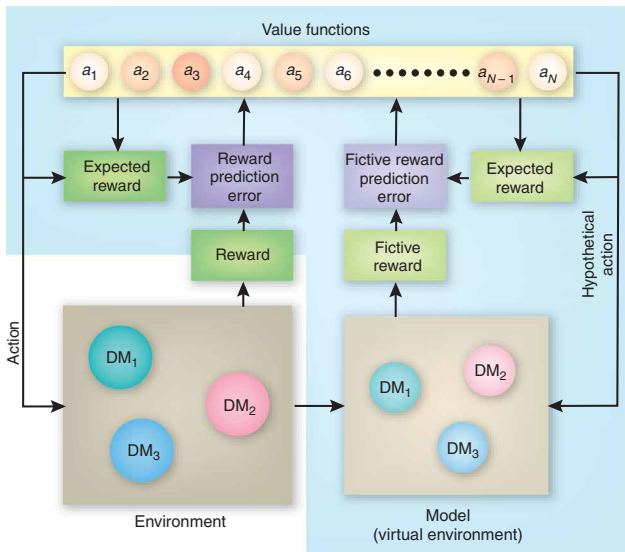 Value functions
a1 a2 a3 a4 a5 a6 •••••••• aN – 1 aN
Expected
reward
Reward
prediction
error
Fictive reward
prediction
error
Expected
reward
Reward
Fictive
reward
Action
Hypothetical
action
DM1
DM2
DM3
DM1
DM2
DM3
Environment
Model
(virtual environment)